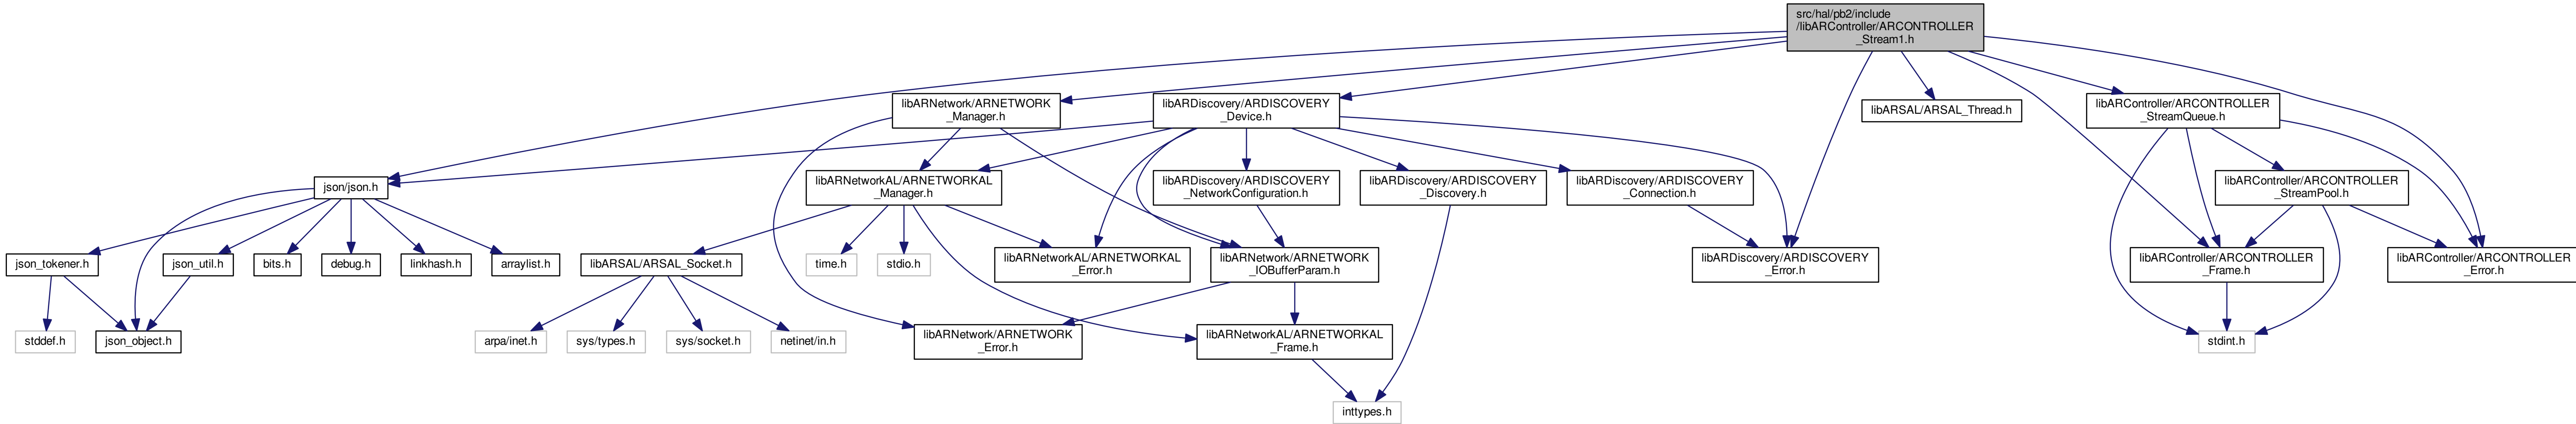 src/hal/pb2/include
/libARController/ARCONTROLLER
_Stream1.h
libARNetwork/ARNETWORK
_Manager.h
libARDiscovery/ARDISCOVERY
_Device.h
libARSAL/ARSAL_Thread.h
libARController/ARCONTROLLER
_StreamQueue.h
json/json.h
libARNetworkAL/ARNETWORKAL
_Manager.h
libARDiscovery/ARDISCOVERY
_NetworkConfiguration.h
libARDiscovery/ARDISCOVERY
_Discovery.h
libARDiscovery/ARDISCOVERY
_Connection.h
libARController/ARCONTROLLER
_StreamPool.h
json_tokener.h
json_util.h
bits.h
debug.h
linkhash.h
arraylist.h
libARSAL/ARSAL_Socket.h
time.h
stdio.h
libARNetworkAL/ARNETWORKAL
_Error.h
libARNetwork/ARNETWORK
_IOBufferParam.h
libARDiscovery/ARDISCOVERY
_Error.h
libARController/ARCONTROLLER
_Frame.h
libARController/ARCONTROLLER
_Error.h
stddef.h
json_object.h
arpa/inet.h
sys/types.h
sys/socket.h
netinet/in.h
libARNetwork/ARNETWORK
_Error.h
libARNetworkAL/ARNETWORKAL
_Frame.h
stdint.h
inttypes.h